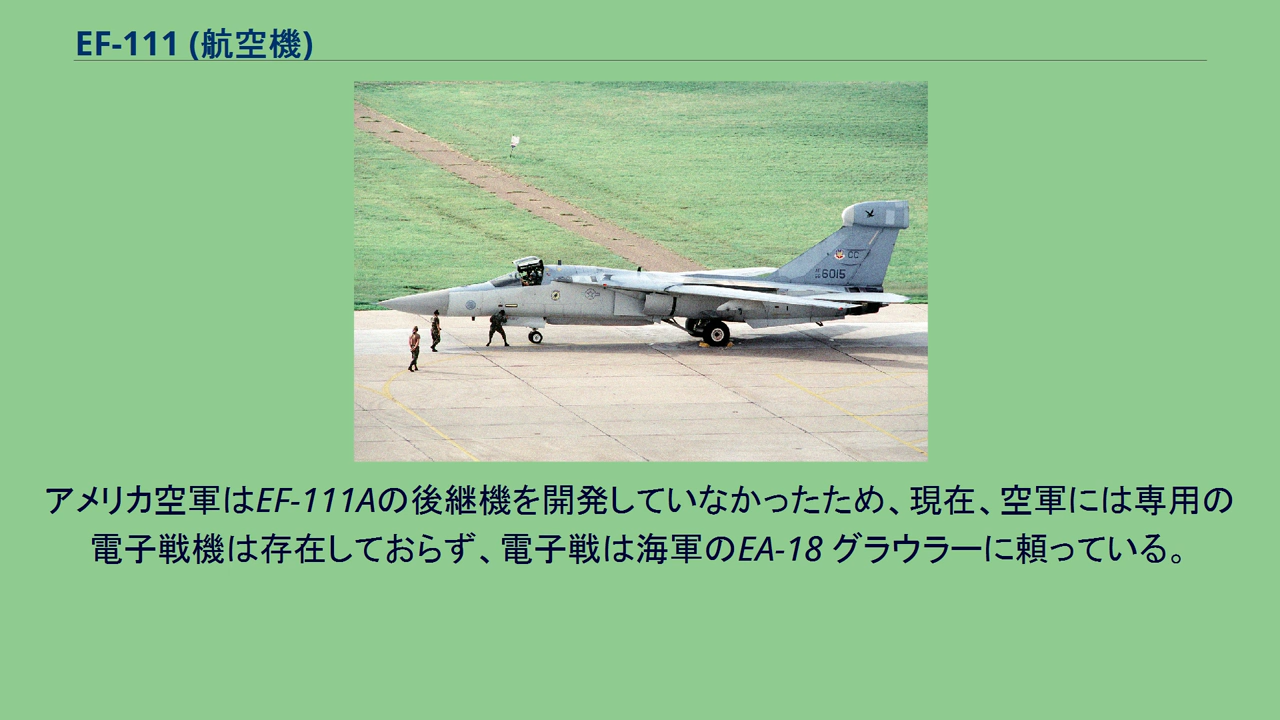 EF-111 (航空機)
CC
6015
アメリカ空軍はEF-111Aの後継機を開発していなかったため、現在、空軍には専用の
電子戦機は存在しておらず、電子戦は海軍のEA-18 グラウラーに頼っている。